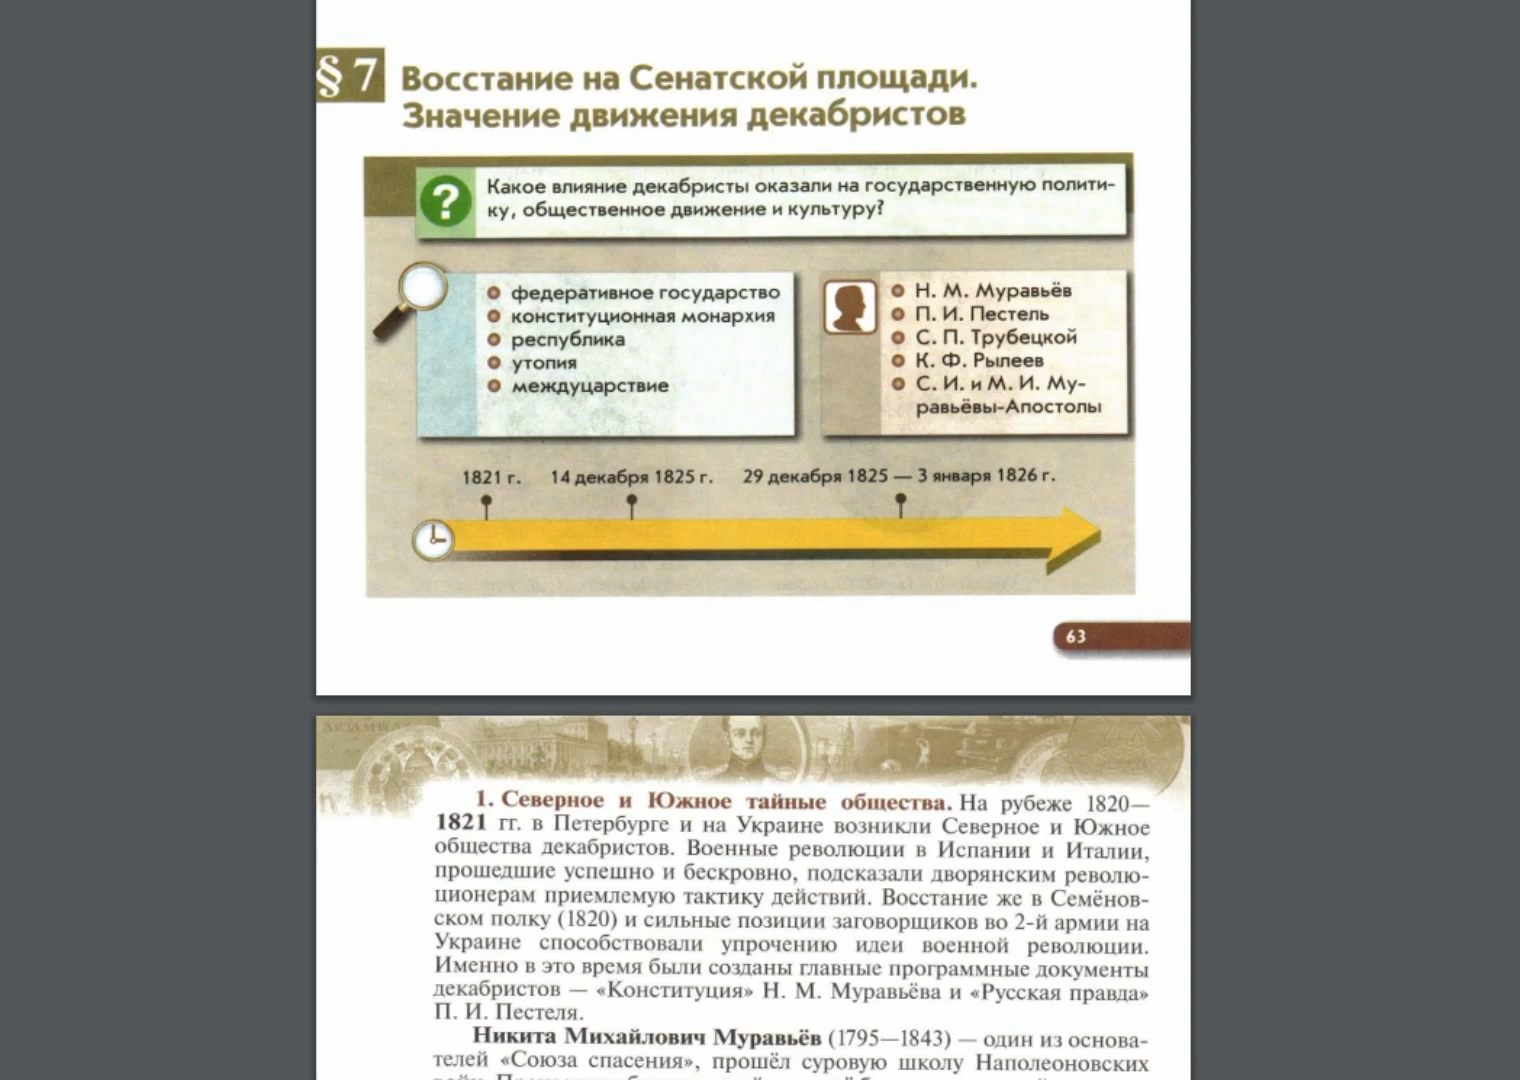 § 7
Восстание на Сенатской площади.
Значение движения декабристов
?
Какое влияние декабристы оказали на государственную полити-
ку, общественное движение и культуру?
федеративное государство
конституционная монархия
республика
утопия
междуцарствие
Н. М. Муравьёв
П. И. Пестель
С. П. Трубецкой
К. Ф. Рылеев
С. И. и М. И. Му-
равьёвы-Апостолы
1821 г. 14 декабря 1825 г. 29 декабря 1825 — 3 января 1826 г.
63
1. Северное и Южное тайные общества. На рубеже 1820—
1821 гг. в Петербурге и на Украине возникли Северное и Южное
общества декабристов. Военные революции в Испании и Италии,
прошедшие успешно и бескровно, подсказали дворянским револю-
ционерам приемлемую тактику действий. Восстание же в Семёнов-
ском полку (1820) и сильные позиции заговорщиков во 2-й армии на
Украине способствовали упрочению идеи военной революции.
Именно в это время были созданы главные программные документы
декабристов — «Конституция» Н. М. Муравьёва и «Русская правда»
П. И. Пестеля.
Никита Михайлович Муравьёв (1795—1843) — один из основа-
телей «Союза спасения», прошёл суровую школу Наполеоновских